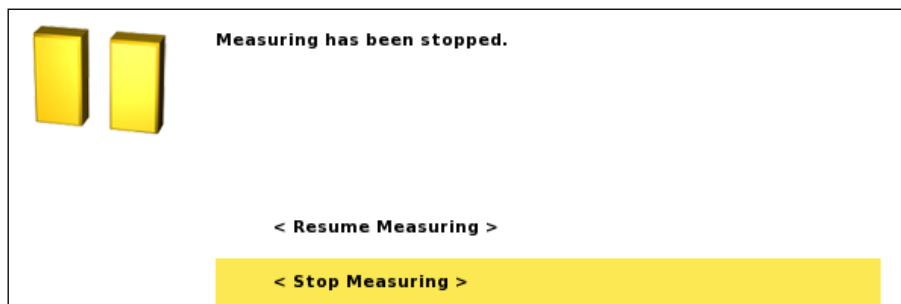 Measuring has been stopped.
< Resume Measuring >
< Stop Measuring >